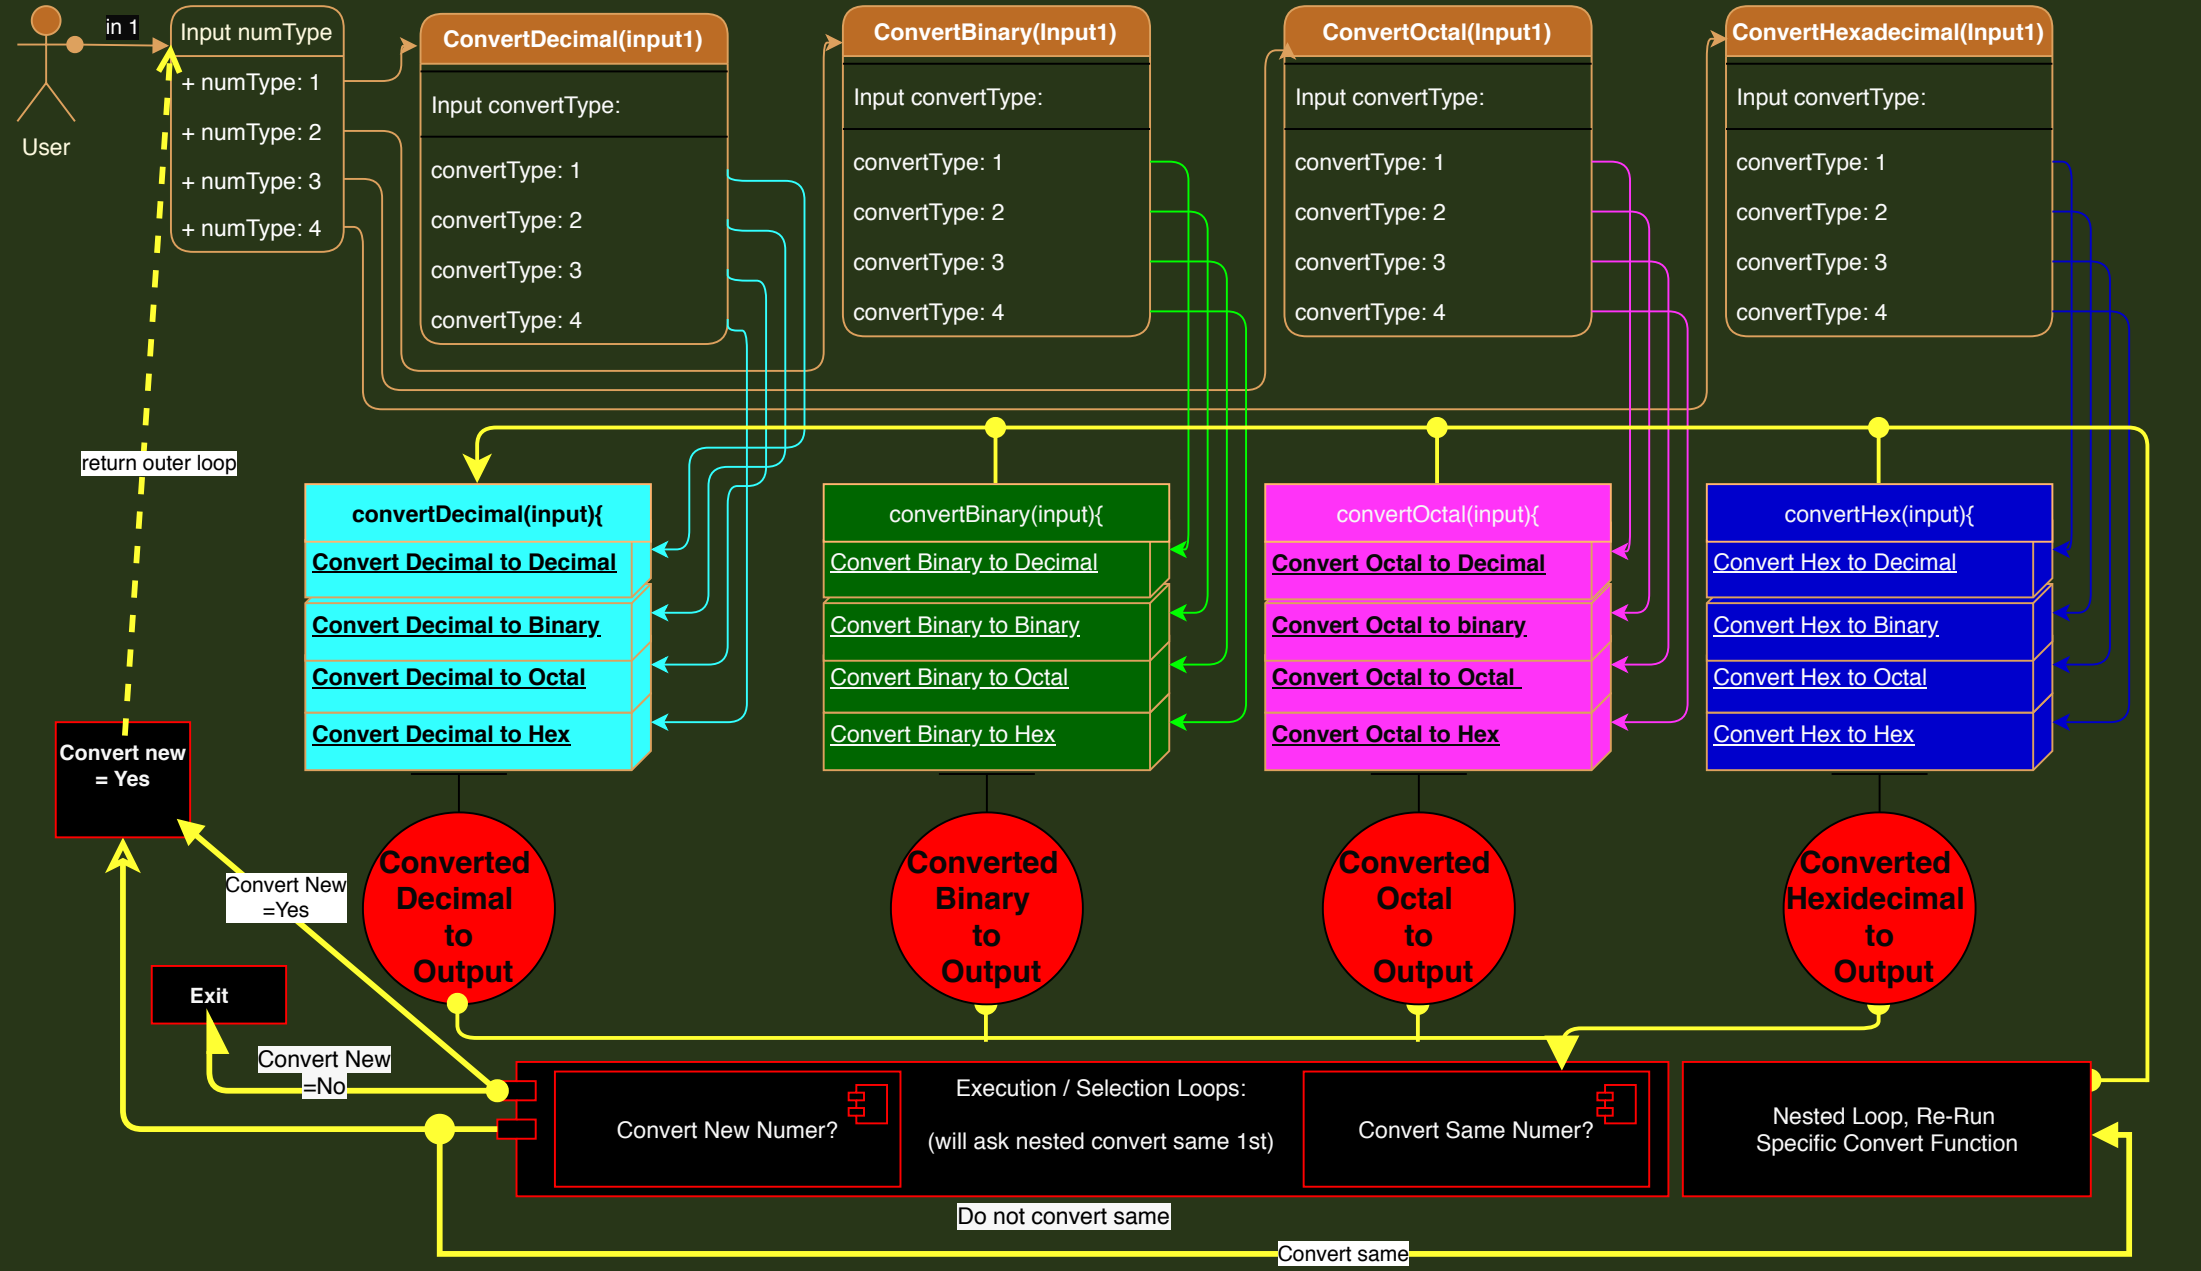 in 1
User
Input numType
+ numType: 1
+ numType: 2
+ numType: 3
+ numType: 4
ConvertDecimal(input1)
Input convertType:
convertType: 1
convertType: 2
convertType: 3
convertType: 4
ConvertBinary(Input1)
Input convertType:
convertType: 1
convertType: 2
convertType: 3
convertType: 4
ConvertOctal(Input1)
Input convertType:
convertType: 1
convertType: 2
convertType: 3
convertType: 4
ConvertHexadecimal(Input1)
Input convertType:
convertType: 1
convertType: 2
convertType: 3
convertType: 4
return outer loop
convertDecimal(input){
Convert Decimal to Decimal
Convert Decimal to Binary
Convert Decimal to Octal
Convert Decimal to Hex
convertBinary(input){
Convert Binary to Decimal
Convert Binary to Binary
Convert Binary to Octal
Convert Binary to Hex
convertOctal(input){
Convert Octal to Decimal
Convert Octal to binary
Convert Octal to Octal
Convert Octal to Hex
convertHex(input){
Convert Hex to Decimal
Convert Hex to Binary
Convert Hex to Octal
Convert Hex to Hex
Convert new
= Yes
Convert New
=Yes
Exit
Convert New
=No
Converted
Decimal
to
Output
Converted
Binary
to
Output
Converted
Octal
to
Output
Converted
Hexidecimal
to
Output
Convert New Numer?
Execution / Selection Loops:
(will ask nested convert same 1st)
Convert Same Numer?
Nested Loop, Re-Run
Specific Convert Function
Do not convert same
Convert same